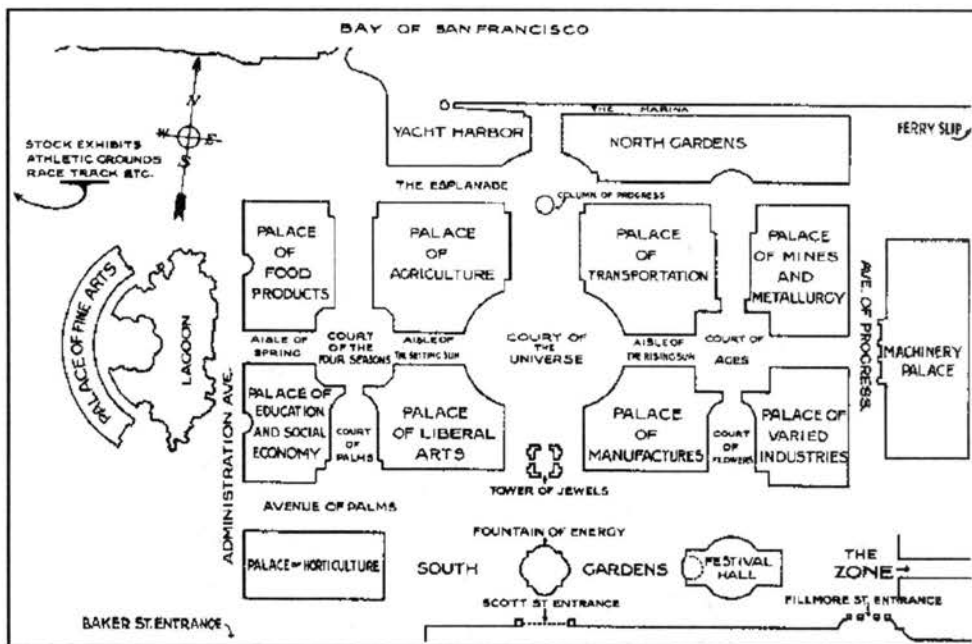 BAY OF SAN FRANCISCO
N
W
E
S
STOCK EXHIBITS
ATHLETIC GROUNDS
RACE TRACK ETC.
THE MARINA
YACHT HARBOR
NORTH GARDENS
FERRY SLIP
THE ESPLANADE
COLUMN OF PROGRESS
PALACE
OF
FOOD
PRODUCTS
PALACE
OF
AGRICULTURE
PALACE
OF
TRANSPORTATION
PALACE
OF MINES
AND
METALLURGY
AVE. OF PROGRESS.
PALACE OF FINE ARTS
LAGOON
AISLE OF
SPRING
COURT
OF THE
FOUR SEASONS
AISLE OF
THE SETTING SUN
COURT OF
THE
UNIVERSE
AISLE OF
THE RISING SUN
COURT OF
AGES
MACHINERY
PALACE
ADMINISTRATION AVE.
PALACE OF
EDUCATION
AND SOCIAL
ECONOMY
COURT
OF
PALMS
PALACE
OF LIBERAL
ARTS
PALACE
OF
MANUFACTURES
COURT
OF
FLOWERS
PALACE OF
VARIED
INDUSTRIES
TOWER OF JEWELS
AVENUE OF PALMS
FOUNTAIN OF ENERGY
PALACE OF HORTICULTURE
SOUTH
GARDENS
FESTIVAL
HALL
THE
ZONE
SCOTT ST. ENTRANCE
FILLMORE ST. ENTRANCE
BAKER ST. ENTRANCE